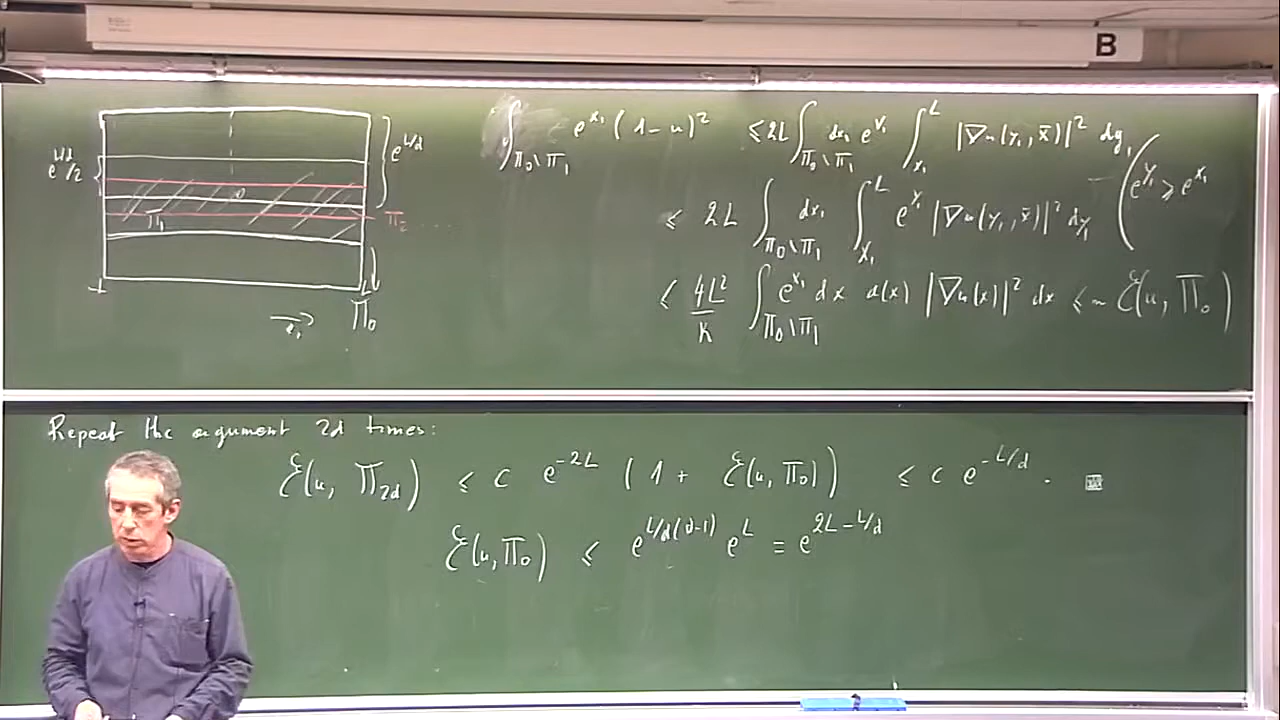 B
e^{L/d}/2
e^{L/d}
0
Π_1
Π_2 ....
L
e_1
Π_0
∫_{Π_0\Π_1} e^{x_1} (1-u)^2 ≤ 2L ∫_{Π_0\Π_1} dx_1 e^{x_1} ∫_{x_1}^{L} |∇u(y_1, x̄)|^2 dy_1
( e^{y_1} ≥ e^{x_1}
≤ 2L ∫_{Π_0\Π_1} dx_1 ∫_{x_1}^{L} e^{y_1} |∇u(y_1, x̄)|^2 dy_1
≤ 4L^2/K ∫_{Π_0\Π_1} e^{x_1} dx a(x) |∇u(x)|^2 dx ≤ ~ ℰ(u, Π_0)
Repeat the argument 2d times:
ℰ(u, Π_{2d}) ≤ c e^{-2L} (1 + ℰ(u, Π_0)) ≤ c e^{-L/d} .
ℰ(u, Π_0) ≤ e^{L/d(d-1)} e^L ≡ e^{2L-L/d}